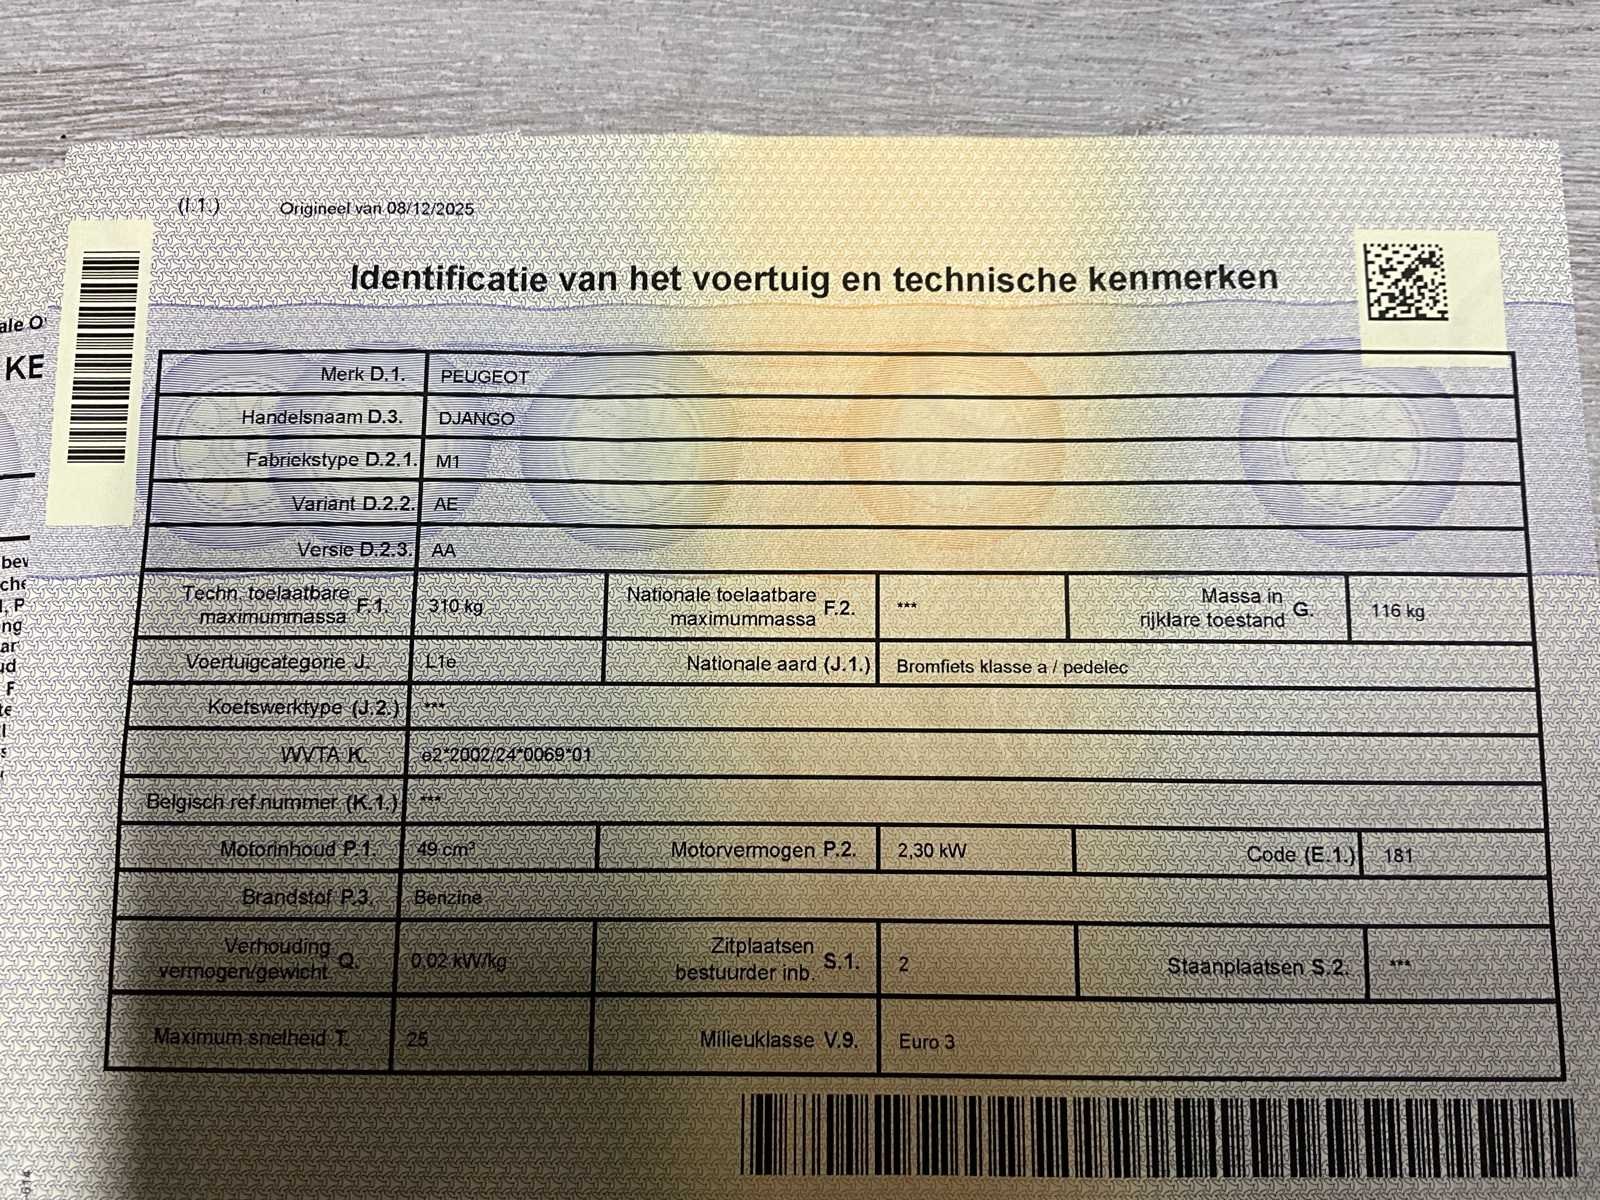 (I.1.) Origineel van 08/12/2025
Identificatie van het voertuig en technische kenmerken
Merk D.1. PEUGEOT
Handelsnaam D.3. DJANGO
Fabriekstype D.2.1. M1
Variant D.2.2. AE
Versie D.2.3. AA
Techn. toelaatbare maximummassa F.1. 310 kg Nationale toelaatbare maximummassa F.2. *** Massa in rijklare toestand G. 116 kg
Voertuigcategorie J. L1e Nationale aard (J.1.) Bromfiets klasse a / pedelec
Koetswerktype (J.2.) ***
WVTA K. e2*2002/24*0069*01
Belgisch ref.nummer (K.1.) ***
Motorinhoud P.1. 49 cm³ Motorvermogen P.2. 2,30 kW Code (E.1.) 181
Brandstof P.3. Benzine
Verhouding vermogen/gewicht Q. 0,02 kW/kg Zitplaatsen bestuurder inb. S.1. 2 Staanplaatsen S.2. ***
Maximum snelheid T. 25 Milieuklasse V.9. Euro 3
ale O
KE